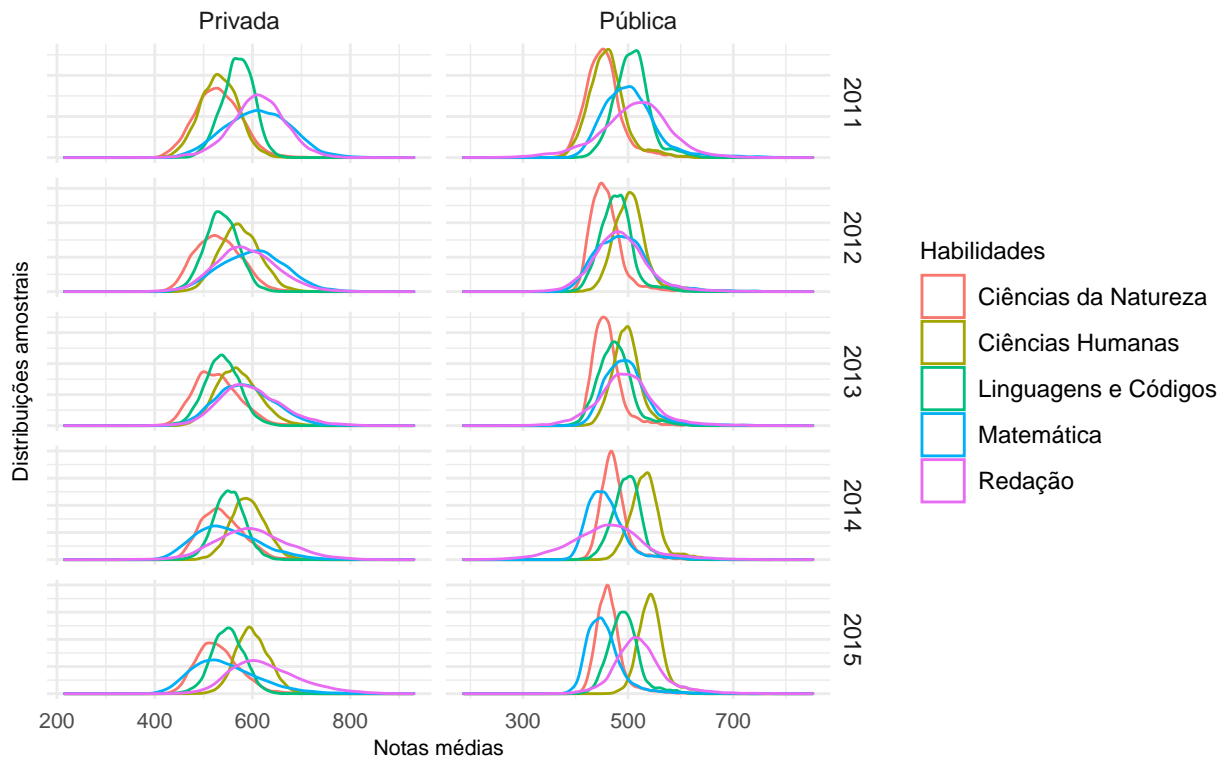 Privada
Pública
2011
2012
2013
2014
2015
Distribuições amostrais
200
400
600
800
300
500
700
Notas médias
Habilidades
Ciências da Natureza
Ciências Humanas
Linguagens e Códigos
Matemática
Redação